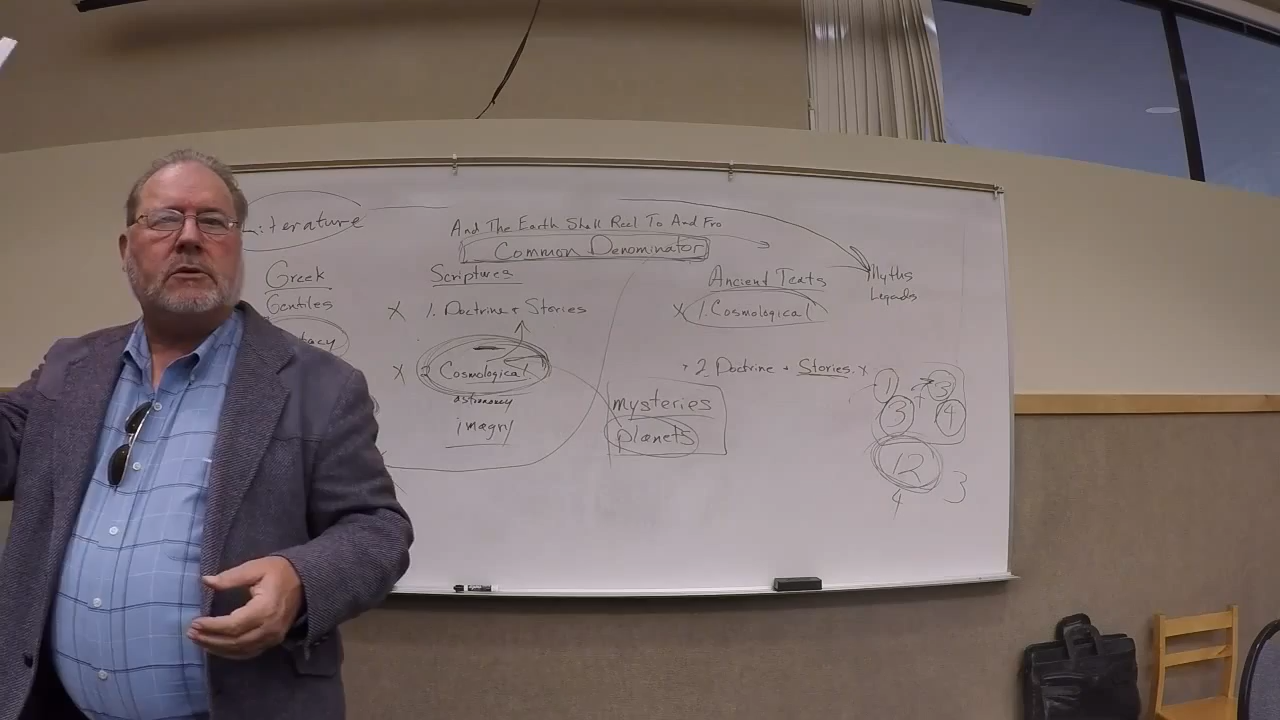 Literature
And The Earth Shall Reel To And Fro
Common Denominator
Greek
Gentiles
Scriptures
1. Doctrine + Stories
2 Cosmological
astronomy
imagry
mysteries
planets
Ancient Texts
1. Cosmological
2. Doctrine + Stories. x
Myths
Legends
1 3
3 4
12
4 3